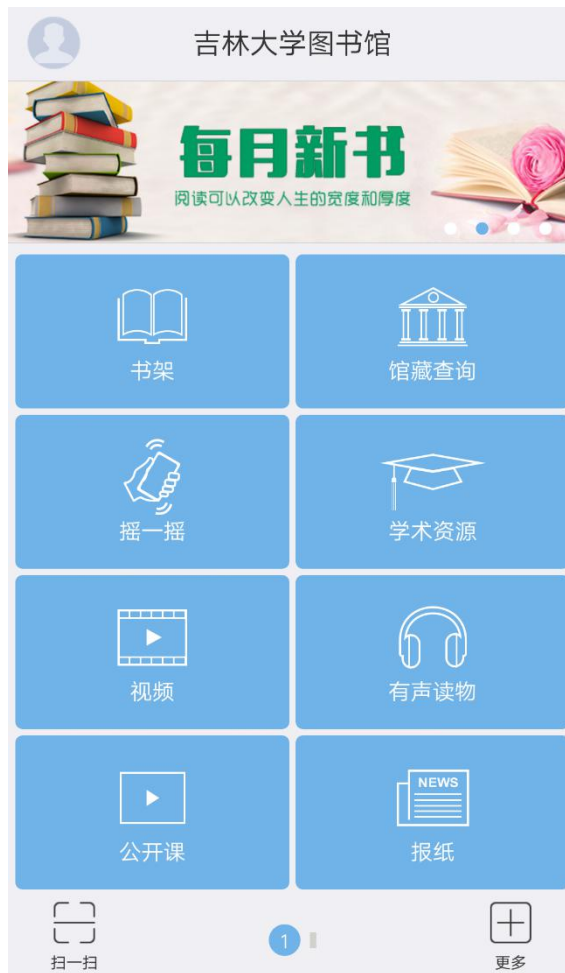 吉林大学图书馆
每月新书
阅读可以改变人生的宽度和厚度
书架
馆藏查询
摇一摇
学术资源
视频
有声读物
公开课
NEWS
报纸
扫一扫
1
更多